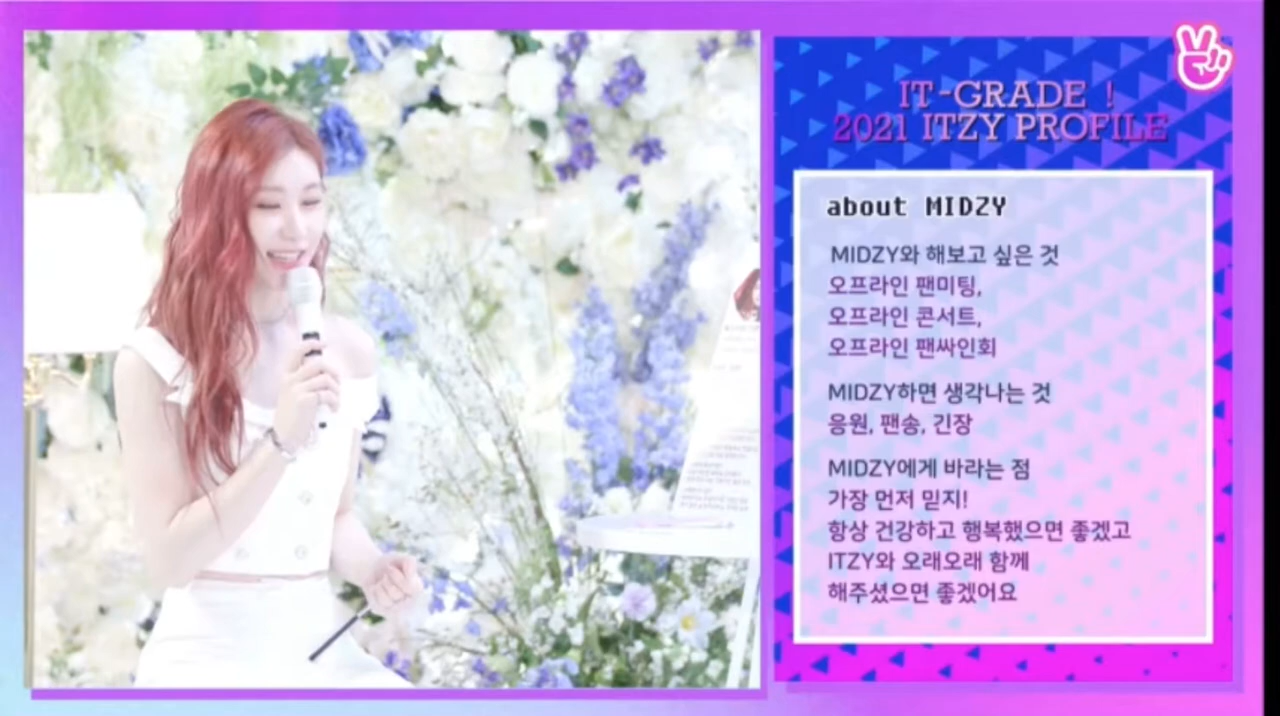 IT-GRADE !
2021 ITZY PROFILE
about MIDZY
MIDZY와 해보고 싶은 것
오프라인 팬미팅,
오프라인 콘서트,
오프라인 팬싸인회
MIDZY하면 생각나는 것
응원, 팬송, 긴장
MIDZY에게 바라는 점
가장 먼저 믿지!
항상 건강하고 행복했으면 좋겠고
ITZY와 오래오래 함께
해주셨으면 좋겠어요